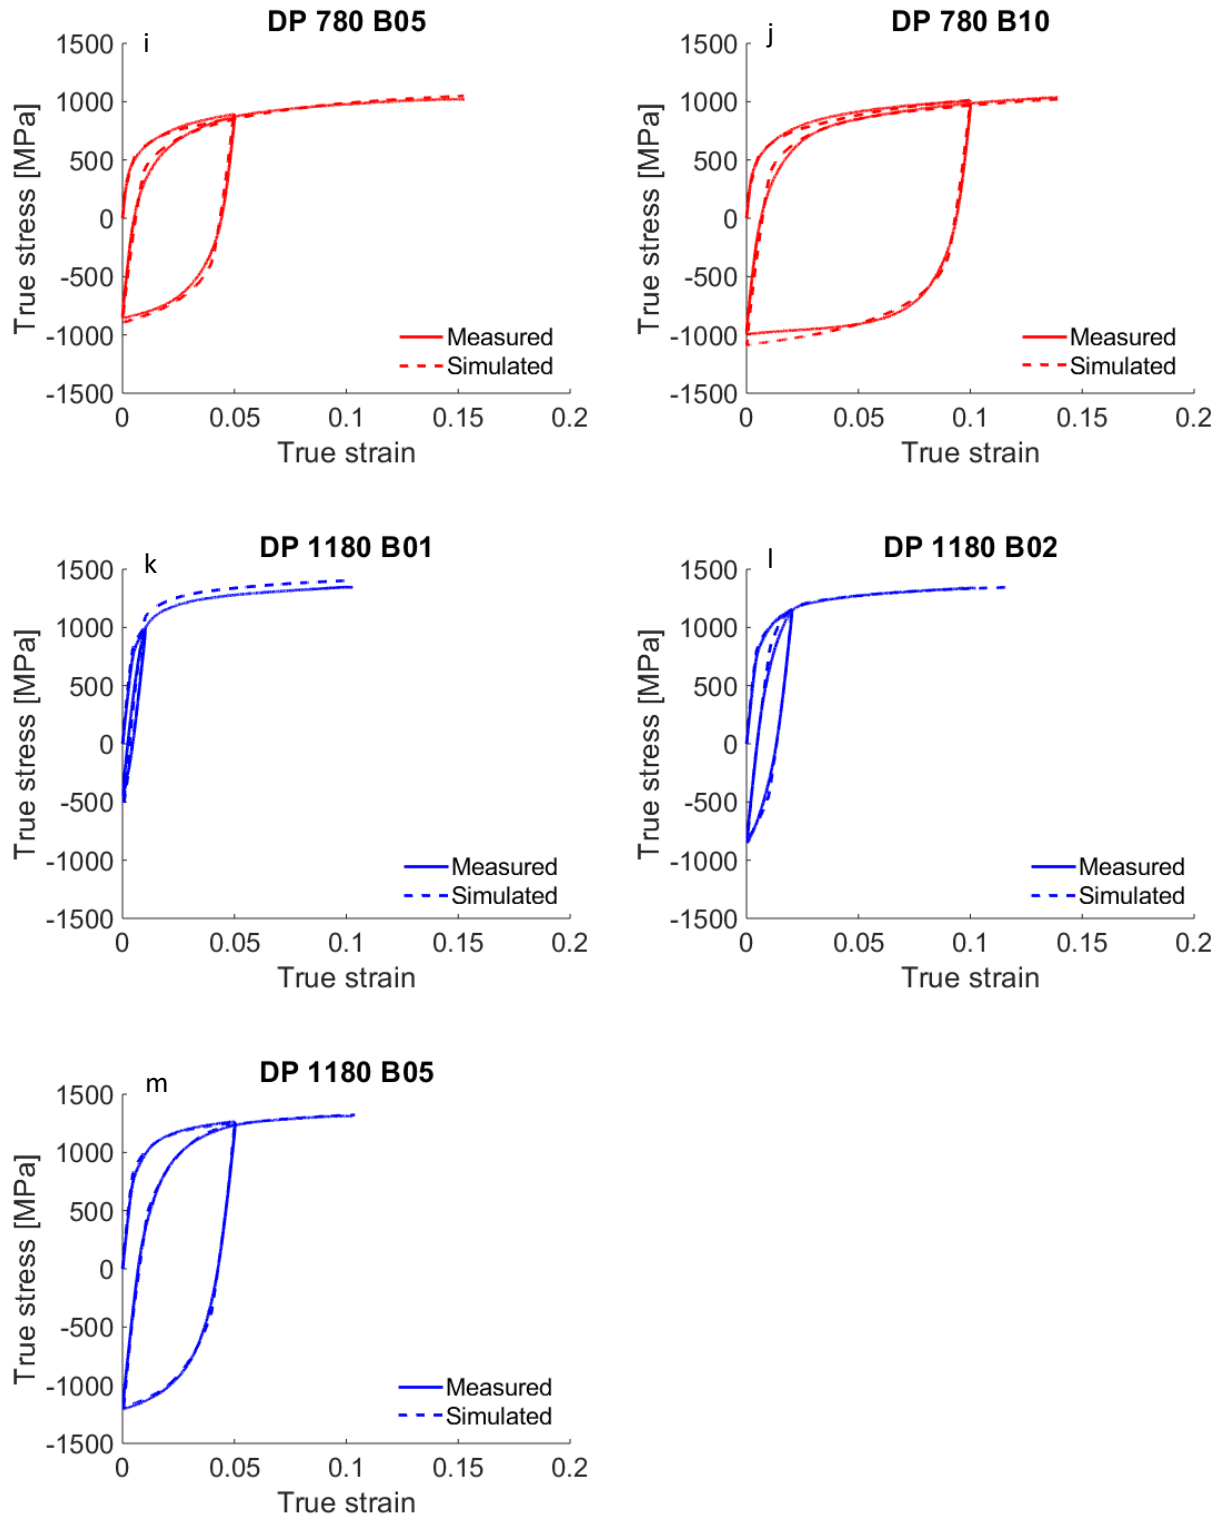 DP 780 B05
i
1500
1000
500
0
-500
-1000
-1500
True stress [MPa]
Measured
Simulated
0 0.05 0.1 0.15 0.2
True strain
DP 780 B10
j
1500
1000
500
0
-500
-1000
-1500
True stress [MPa]
Measured
Simulated
0 0.05 0.1 0.15 0.2
True strain
DP 1180 B01
k
1500
1000
500
0
-500
-1000
-1500
True stress [MPa]
Measured
Simulated
0 0.05 0.1 0.15 0.2
True strain
DP 1180 B02
l
1500
1000
500
0
-500
-1000
-1500
True stress [MPa]
Measured
Simulated
0 0.05 0.1 0.15 0.2
True strain
DP 1180 B05
m
1500
1000
500
0
-500
-1000
-1500
True stress [MPa]
Measured
Simulated
0 0.05 0.1 0.15 0.2
True strain